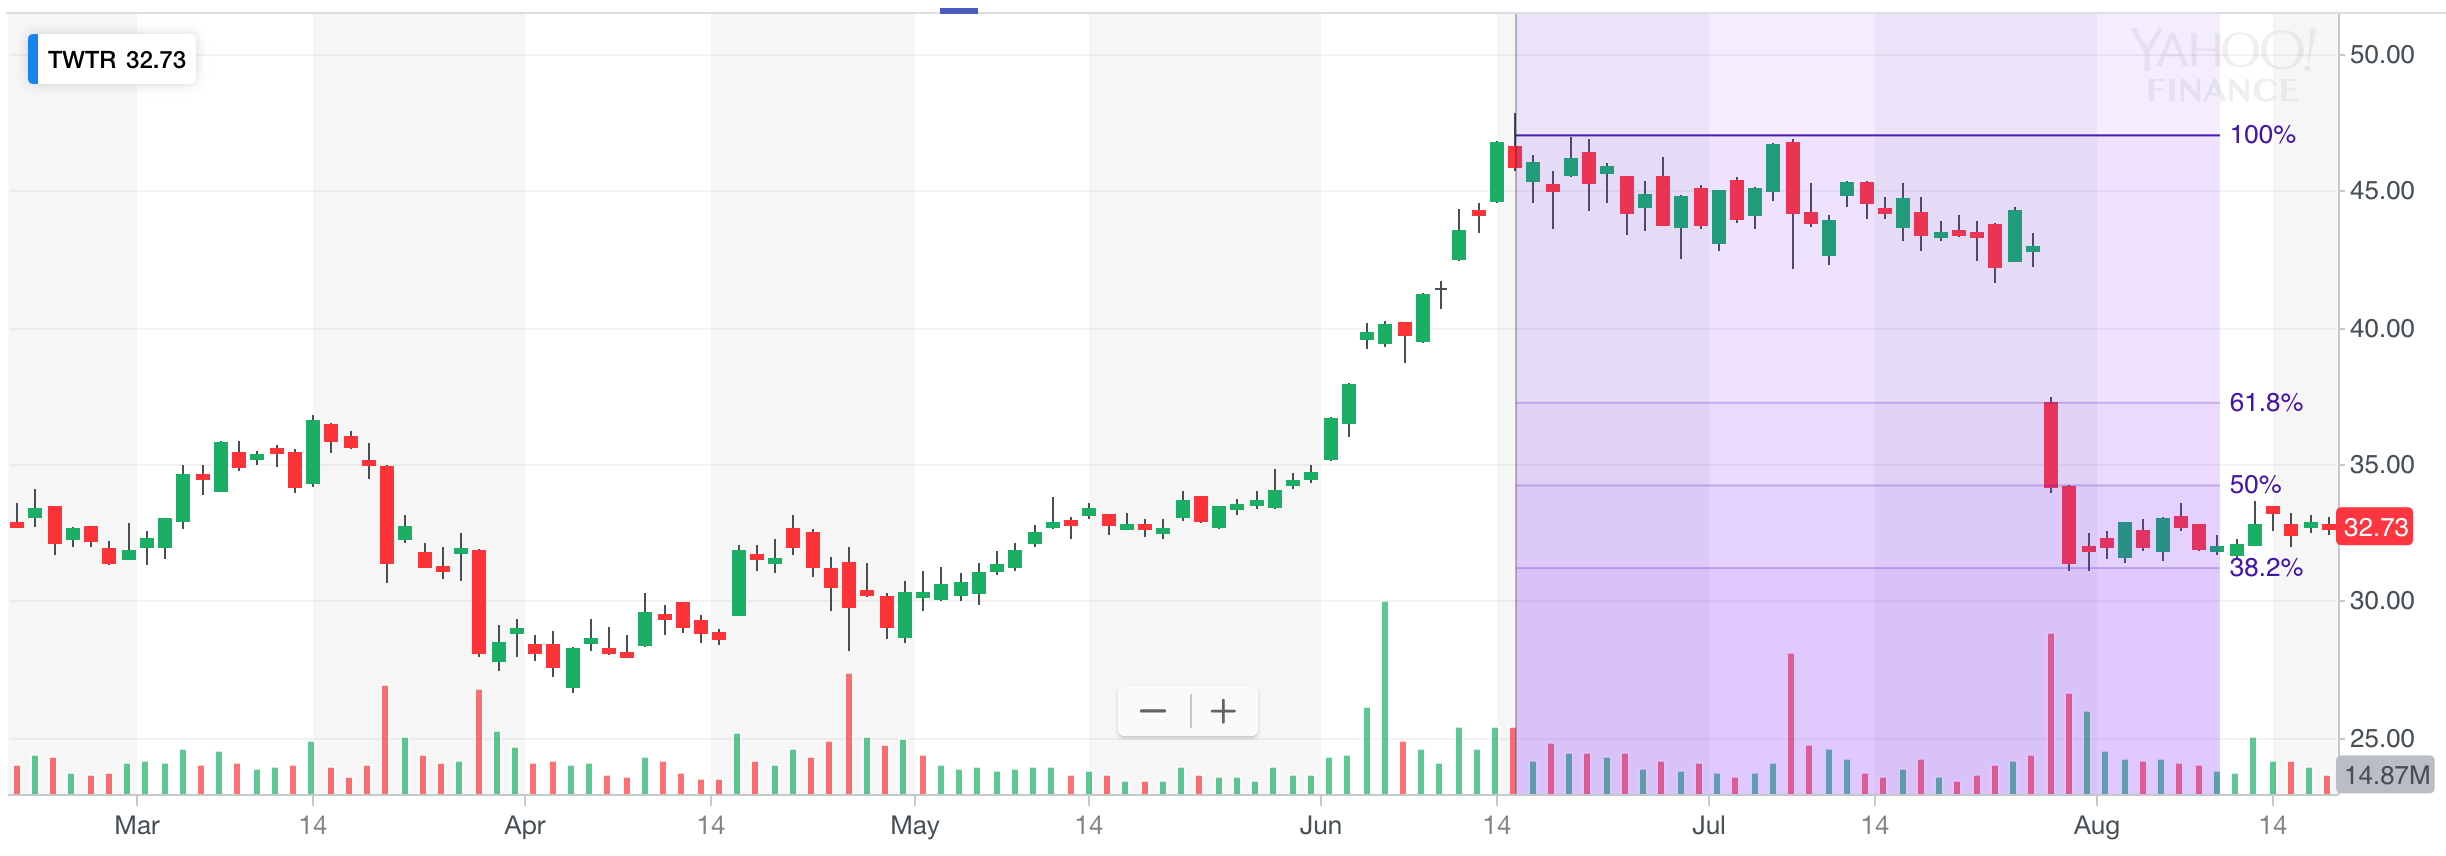 TWTR 32.73
YAHOO!
FINANCE
50.00
100%
45.00
40.00
61.8%
35.00
50%
32.73
38.2%
30.00
25.00
14.87M
Mar 14 Apr 14 May 14 Jun 14 Jul 14 Aug 14